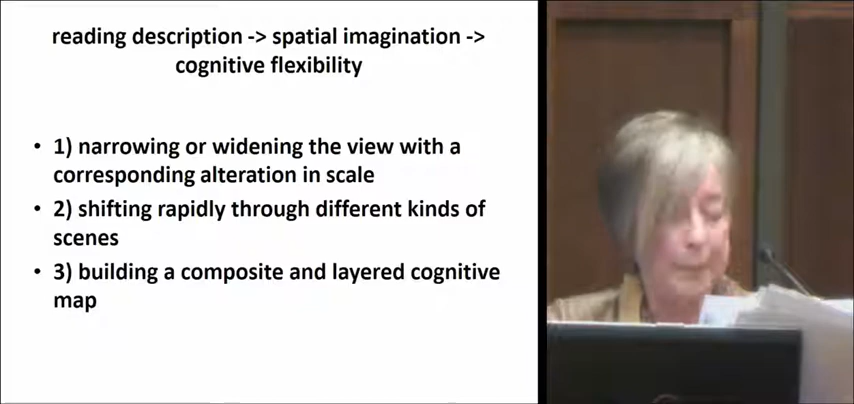 reading description -> spatial imagination ->
cognitive flexibility
• 1) narrowing or widening the view with a
corresponding alteration in scale
• 2) shifting rapidly through different kinds of
scenes
• 3) building a composite and layered cognitive
map